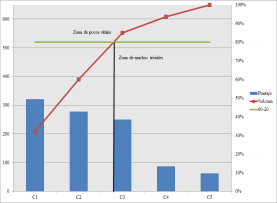 Zona de pocos vitales
Zona de muchos triviales
600
500
400
300
200
100
0
100%
90%
80%
70%
60%
50%
40%
30%
20%
10%
0%
C1
C2
C3
C4
C5
Puntaje
%Acum
80-20